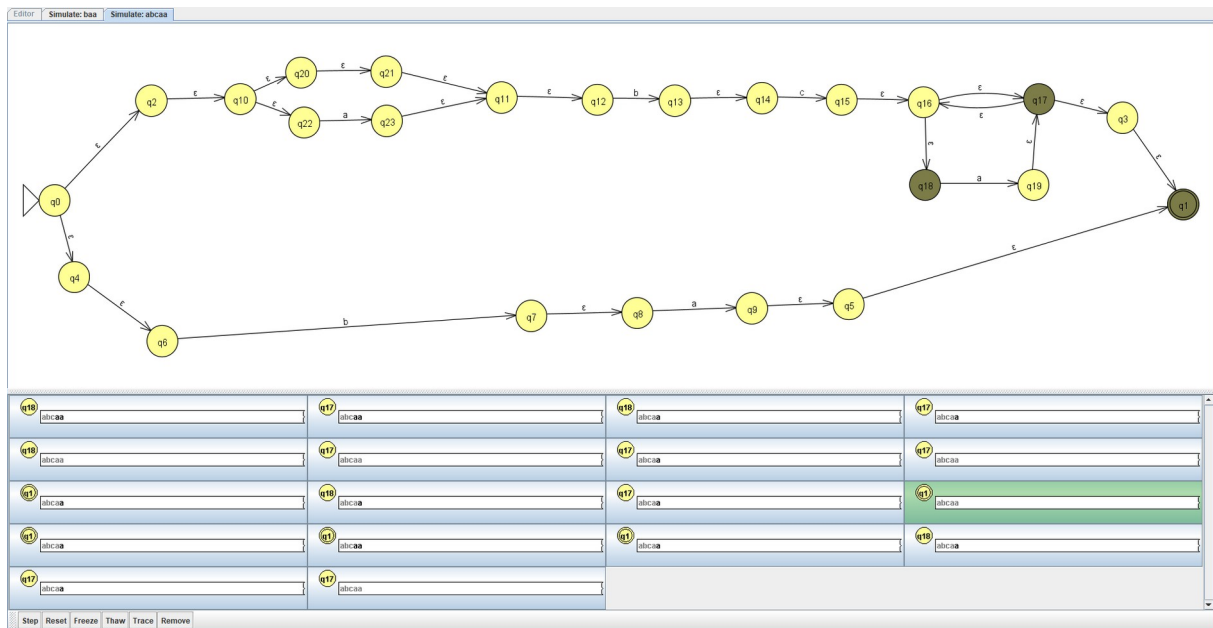 Editor Simulate: baa Simulate: abcaa
q20 ε q21
ε ε
q2 ε q10 q11 ε q12 b q13 ε q14 c q15 ε q16 ε q17 ε q3
ε q22 a q23 ε ε
ε ε ε ε
q18 a q19
q0 q1
ε ε
q4
ε
q7 ε q8 a q9 ε q5
q6 b
q18 abcaa q17 abcaa q18 abcaa q17 abcaa
q18 abcaa q17 abcaa q17 abcaa q17 abcaa
q1 abcaa q18 abcaa q17 abcaa q1 abcaa
q1 abcaa q1 abcaa q1 abcaa q18 abcaa
q17 abcaa q17 abcaa
Step Reset Freeze Thaw Trace Remove